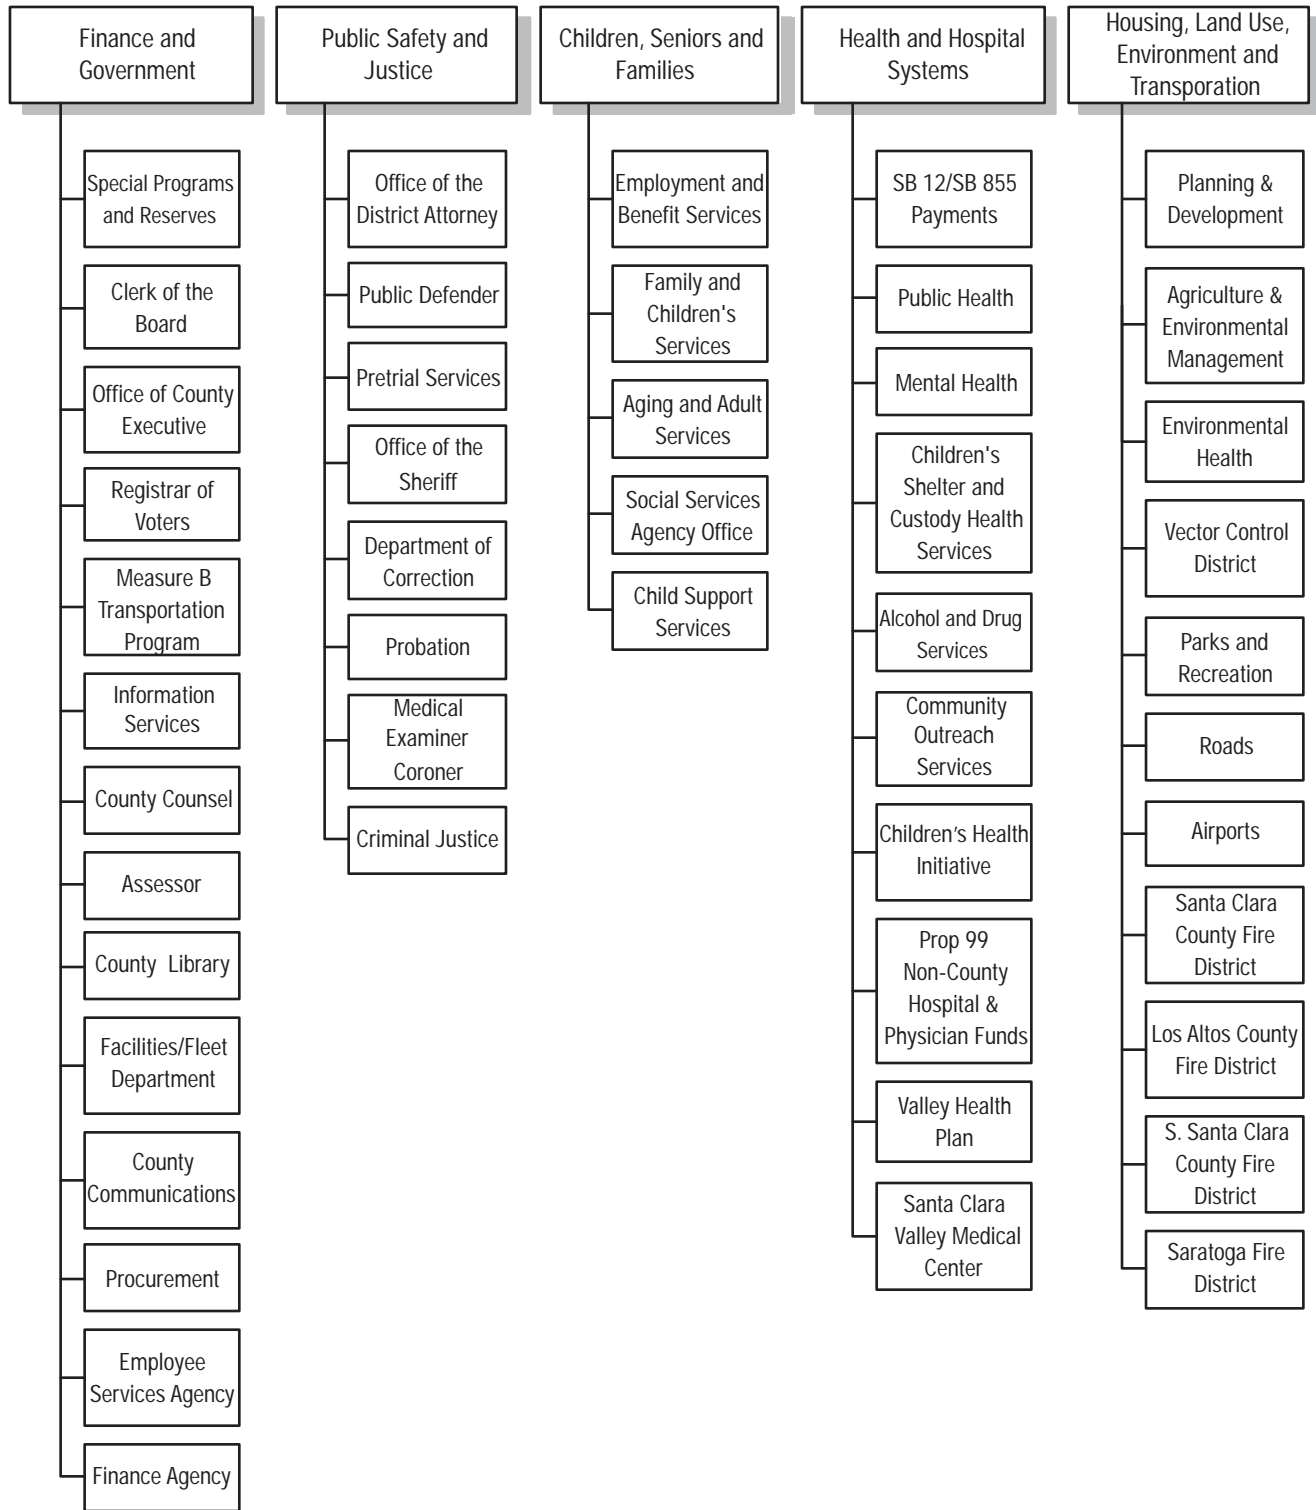 Finance and
Government
Special Programs
and Reserves
Clerk of the
Board
Office of County
Executive
Registrar of
Voters
Measure B
Transportation
Program
Information
Services
County Counsel
Assessor
County Library
Facilities/Fleet
Department
County
Communications
Procurement
Employee
Services Agency
Finance Agency
Public Safety and
Justice
Office of the
District Attorney
Public Defender
Pretrial Services
Office of the
Sheriff
Department of
Correction
Probation
Medical
Examiner
Coroner
Criminal Justice
Children, Seniors and
Families
Employment and
Benefit Services
Family and
Children's
Services
Aging and Adult
Services
Social Services
Agency Office
Child Support
Services
Health and Hospital
Systems
SB 12/SB 855
Payments
Public Health
Mental Health
Children's
Shelter and
Custody Health
Services
Alcohol and Drug
Services
Community
Outreach
Services
Children’s Health
Initiative
Prop 99
Non-County
Hospital &
Physician Funds
Valley Health
Plan
Santa Clara
Valley Medical
Center
Housing, Land Use,
Environment and
Transporation
Planning &
Development
Agriculture &
Environmental
Management
Environmental
Health
Vector Control
District
Parks and
Recreation
Roads
Airports
Santa Clara
County Fire
District
Los Altos County
Fire District
S. Santa Clara
County Fire
District
Saratoga Fire
District